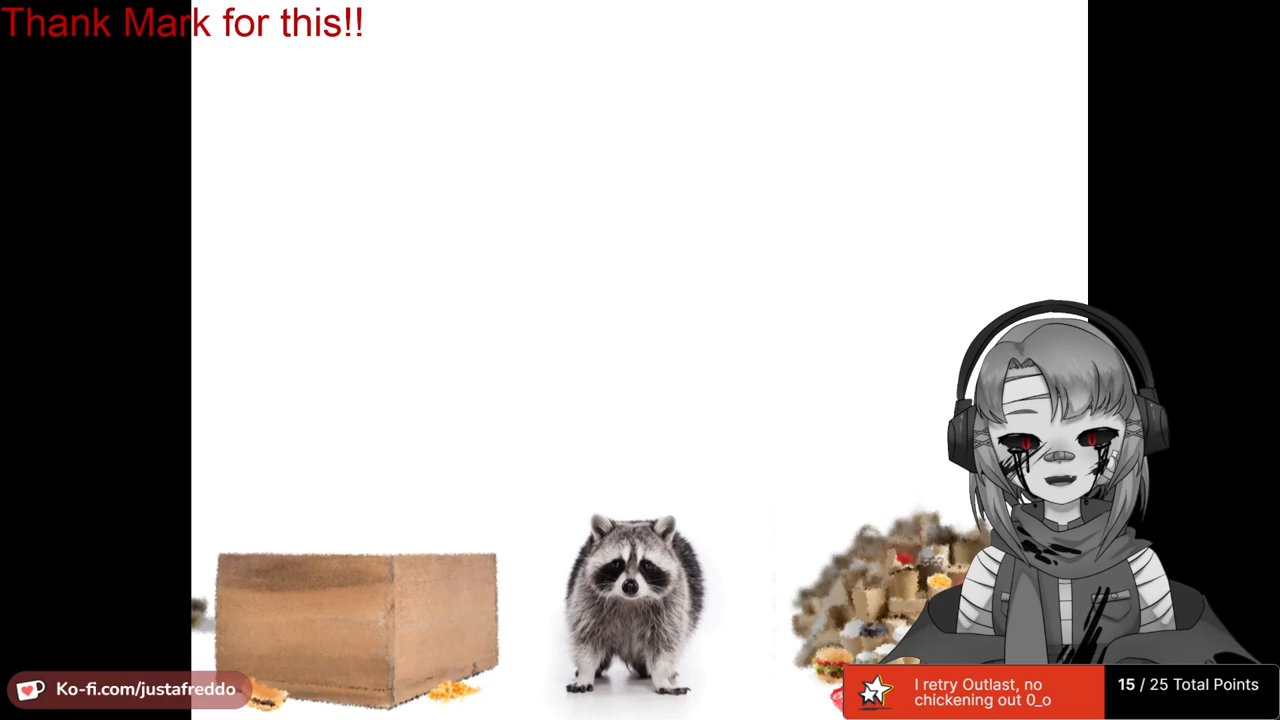 Thank Mark for this!!
Ko-fi.com/justafreddo
I retry Outlast, no
chickening out 0_o
15 / 25 Total Points